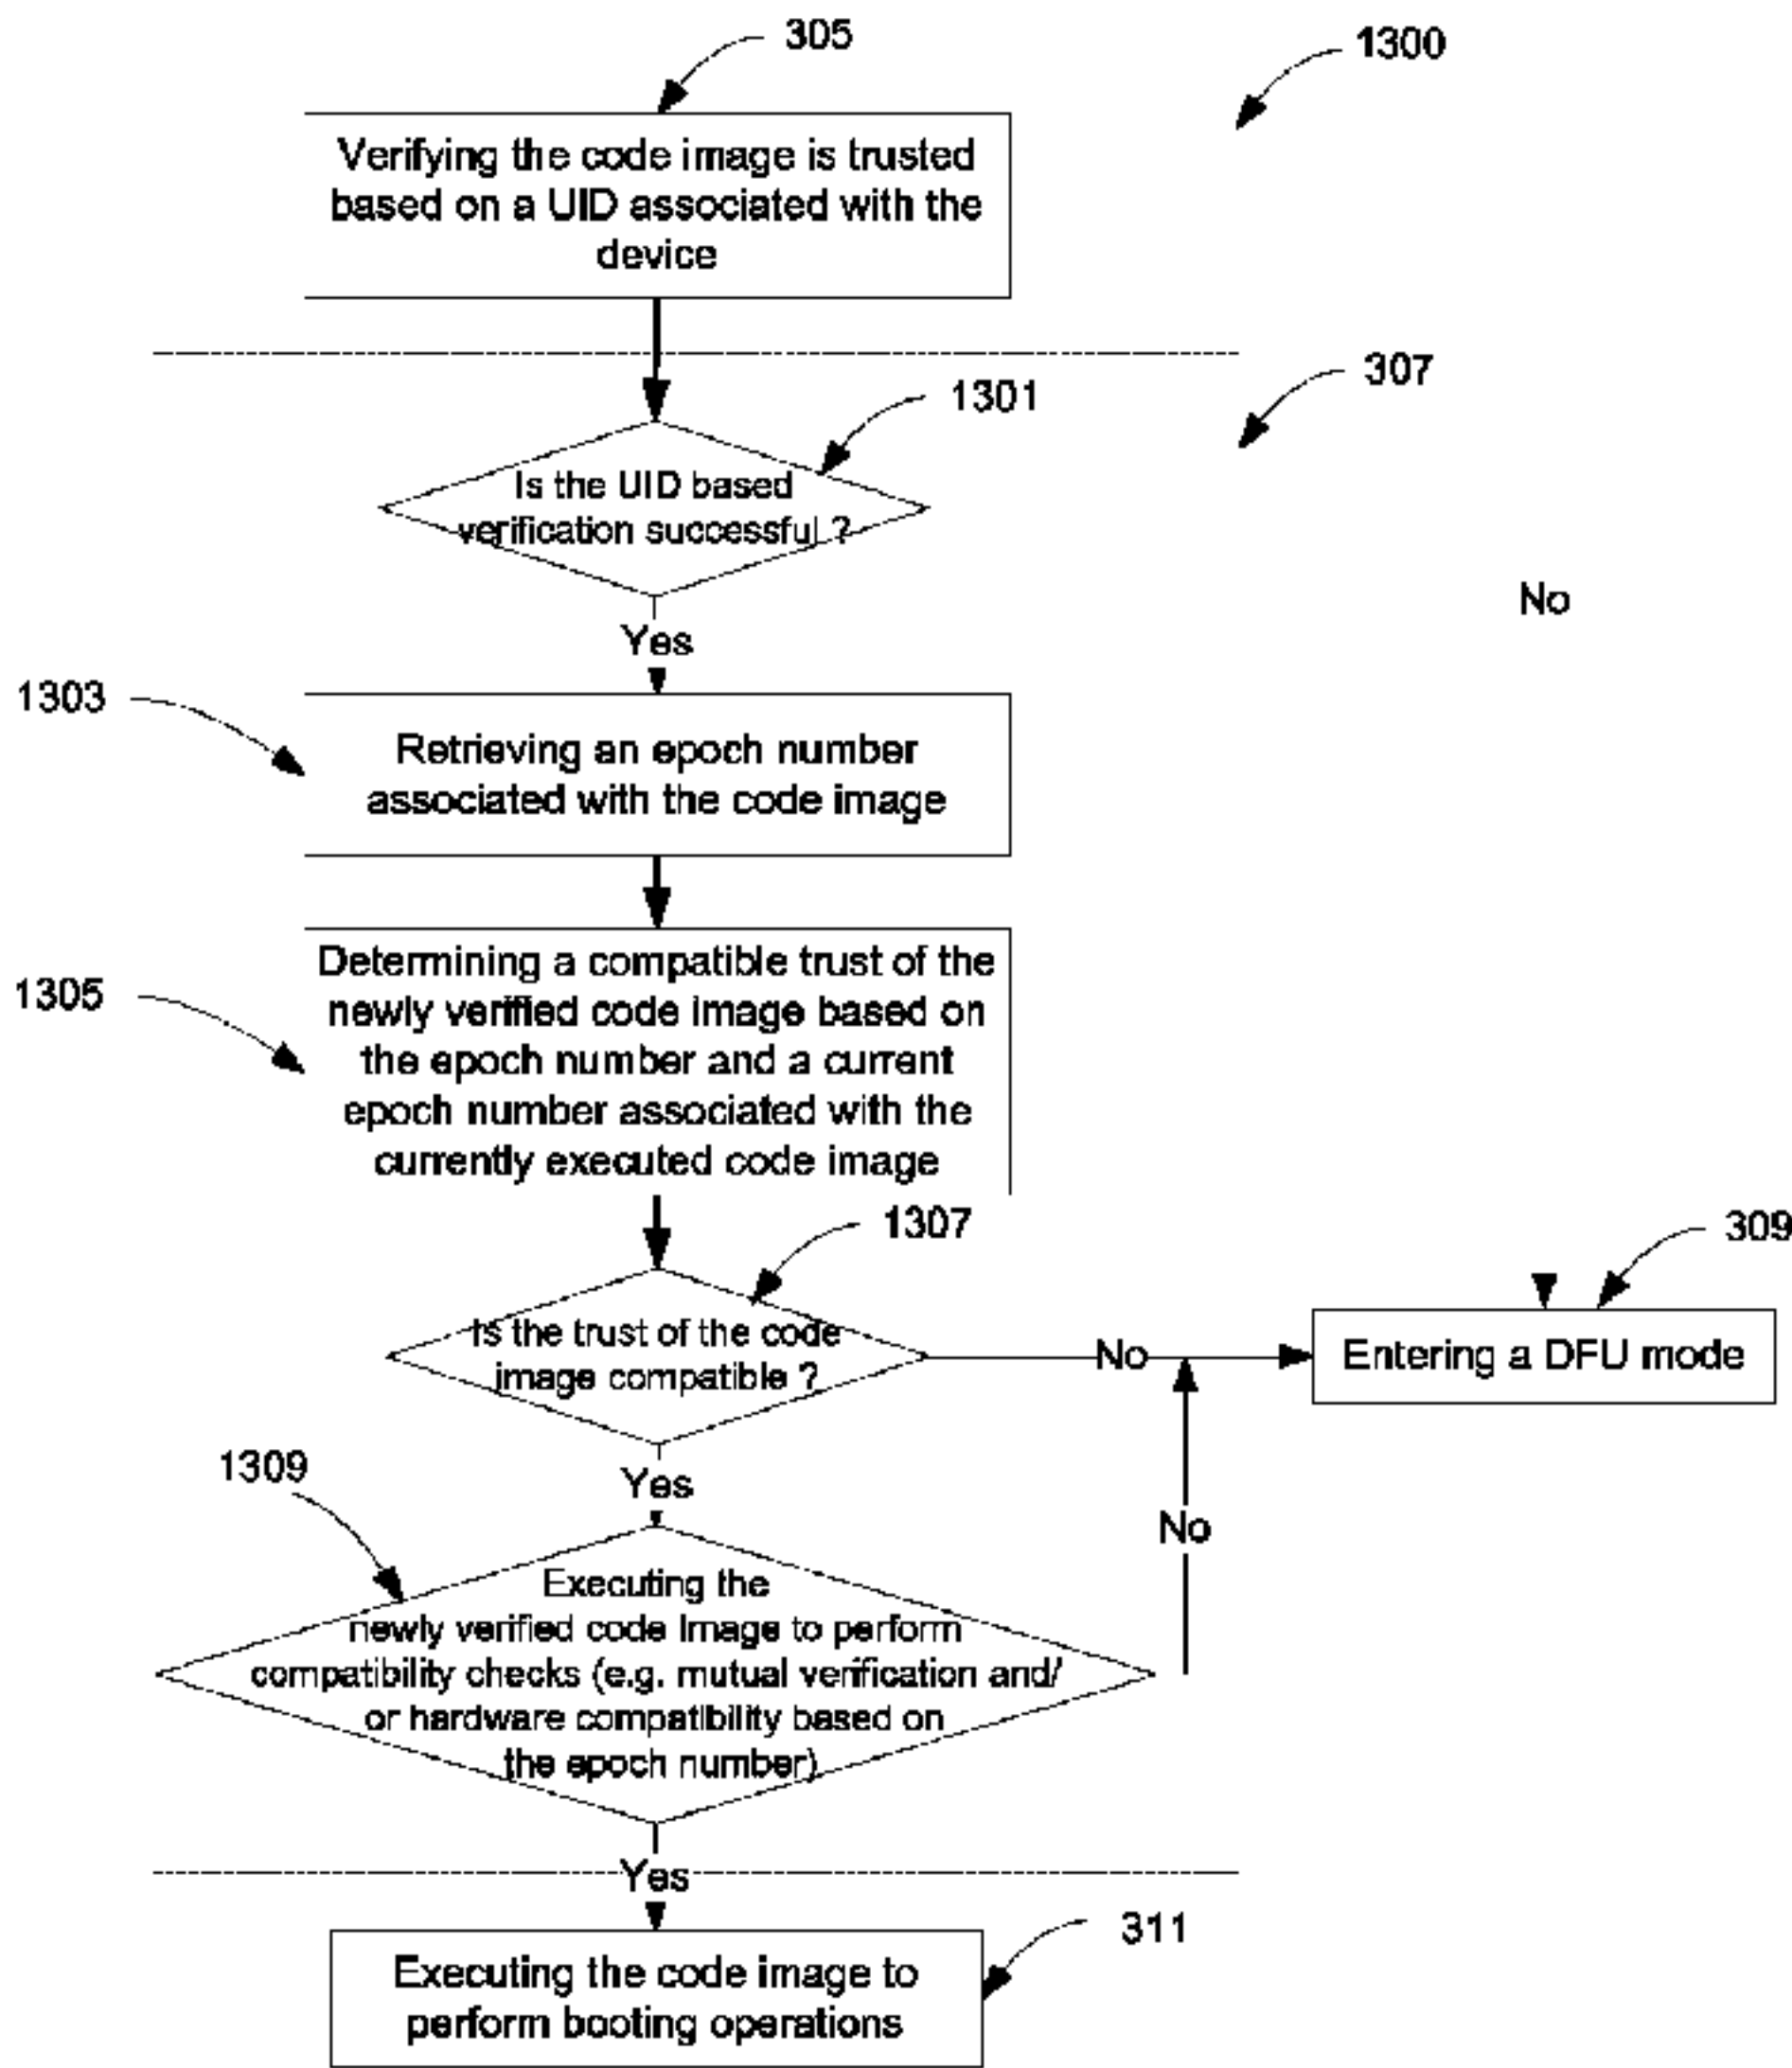 305
1300
Verifying the code image is trusted
based on a UID associated with the
device
307
1301
Is the UID based
verification successful ?
No
Yes
1303
Retrieving an epoch number
associated with the code image
Determining a compatible trust of the
1305
newly verified code image based on
the epoch number and a current
epoch number associated with the
currently executed code image
1307
309
Is the trust of the code
image compatible ?
No
Entering a DFU mode
1309
Yes
No
Executing the
newly verified code image to perform
compatibility checks (e.g. mutual verification and/
or hardware compatibility based on
the epoch number)
Yes
311
Executing the code image to
perform booting operations